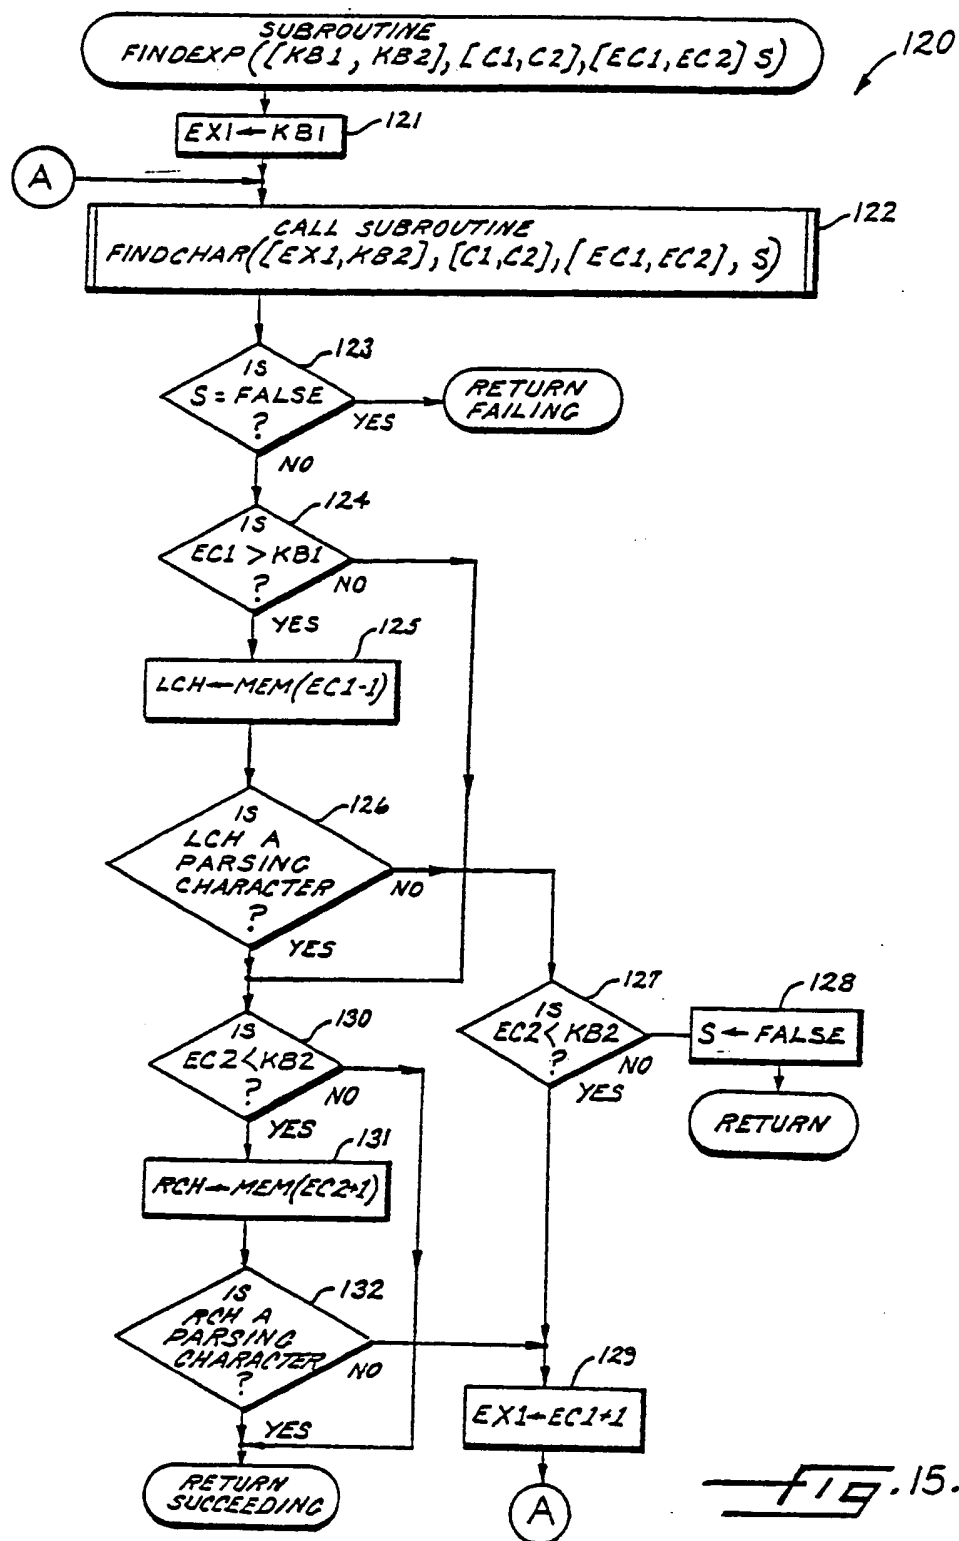 SUBROUTINE
FINDEXP([KB1, KB2],[C1,C2],[EC1,EC2] S)
120
EX1←KB1
121
A
CALL SUBROUTINE
FINDCHAR([EX1,KB2],[C1,C2],[EC1,EC2],S)
122
123
IS
S=FALSE
?
YES
RETURN
FAILING
NO
124
IS
EC1>KB1
?
NO
YES
125
LCH←MEM(EC1-1)
126
IS
LCH A
PARSING
CHARACTER
?
NO
YES
127
IS
EC2<KB2
?
NO
YES
128
S←FALSE
RETURN
130
IS
EC2<KB2
?
NO
YES
131
RCH←MEM(EC2+1)
132
IS
RCH A
PARSING
CHARACTER
?
NO
YES
129
EX1←EC1+1
RETURN
SUCCEEDING
A
Fig.15.